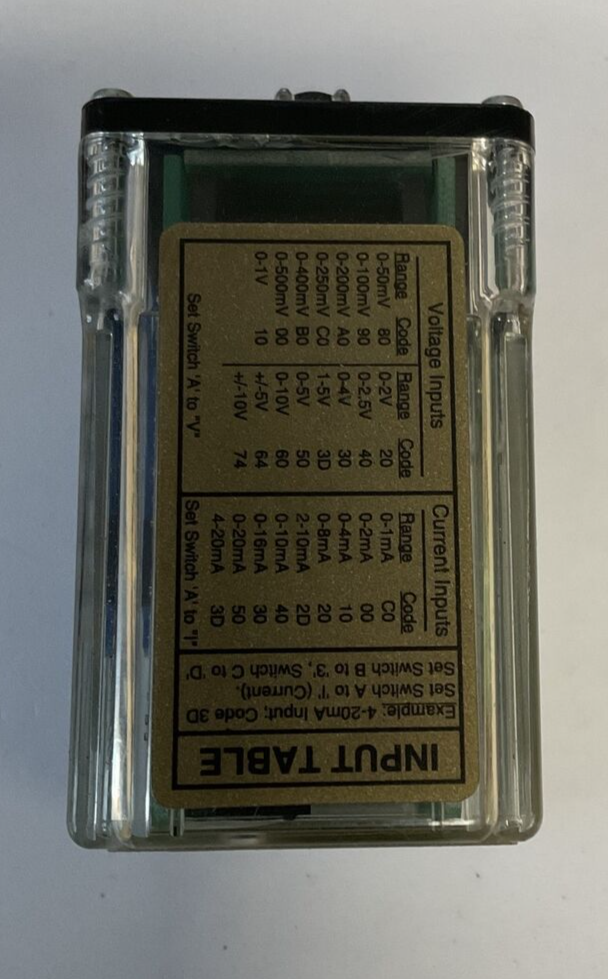 INPUT TABLE
Example: 4-20mA Input; Code 3D
Set Switch A to 'I' (Current).
Set Switch B to '3', Switch C to 'D'.
Voltage Inputs
Range Code Range Code
0-50mV 80 0-2V 20
0-100mV 90 0-2.5V 40
0-200mV A0 0-4V 30
0-250mV C0 1-5V 3D
0-400mV B0 0-5V 50
0-500mV 00 0-10V 60
0-1V 10 +/-5V 64
+/-10V 74
Set Switch 'A' to "V"
Current Inputs
Range Code
0-1mA C0
0-2mA 00
0-4mA 10
0-8mA 20
2-10mA 2D
0-10mA 40
0-16mA 30
0-20mA 50
4-20mA 3D
Set Switch 'A' to "I"